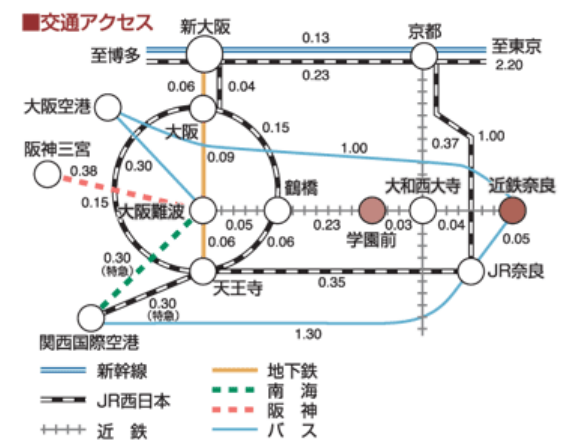 ■交通アクセス
新大阪
京都
0.13
至博多
至東京
0.23
2.20
0.06
0.04
大阪空港
大阪
0.15
0.37
1.00
阪神三宮
0.09
1.00
0.30
0.38
鶴橋
大和西大寺
近鉄奈良
0.15
大阪難波
0.05
0.23
0.03
0.04
学園前
0.05
0.06
0.06
0.30
(特急)
天王寺
0.35
JR奈良
0.30
(特急)
関西国際空港
1.30
新幹線
地下鉄
JR西日本
南 海
阪 神
近 鉄
バ ス